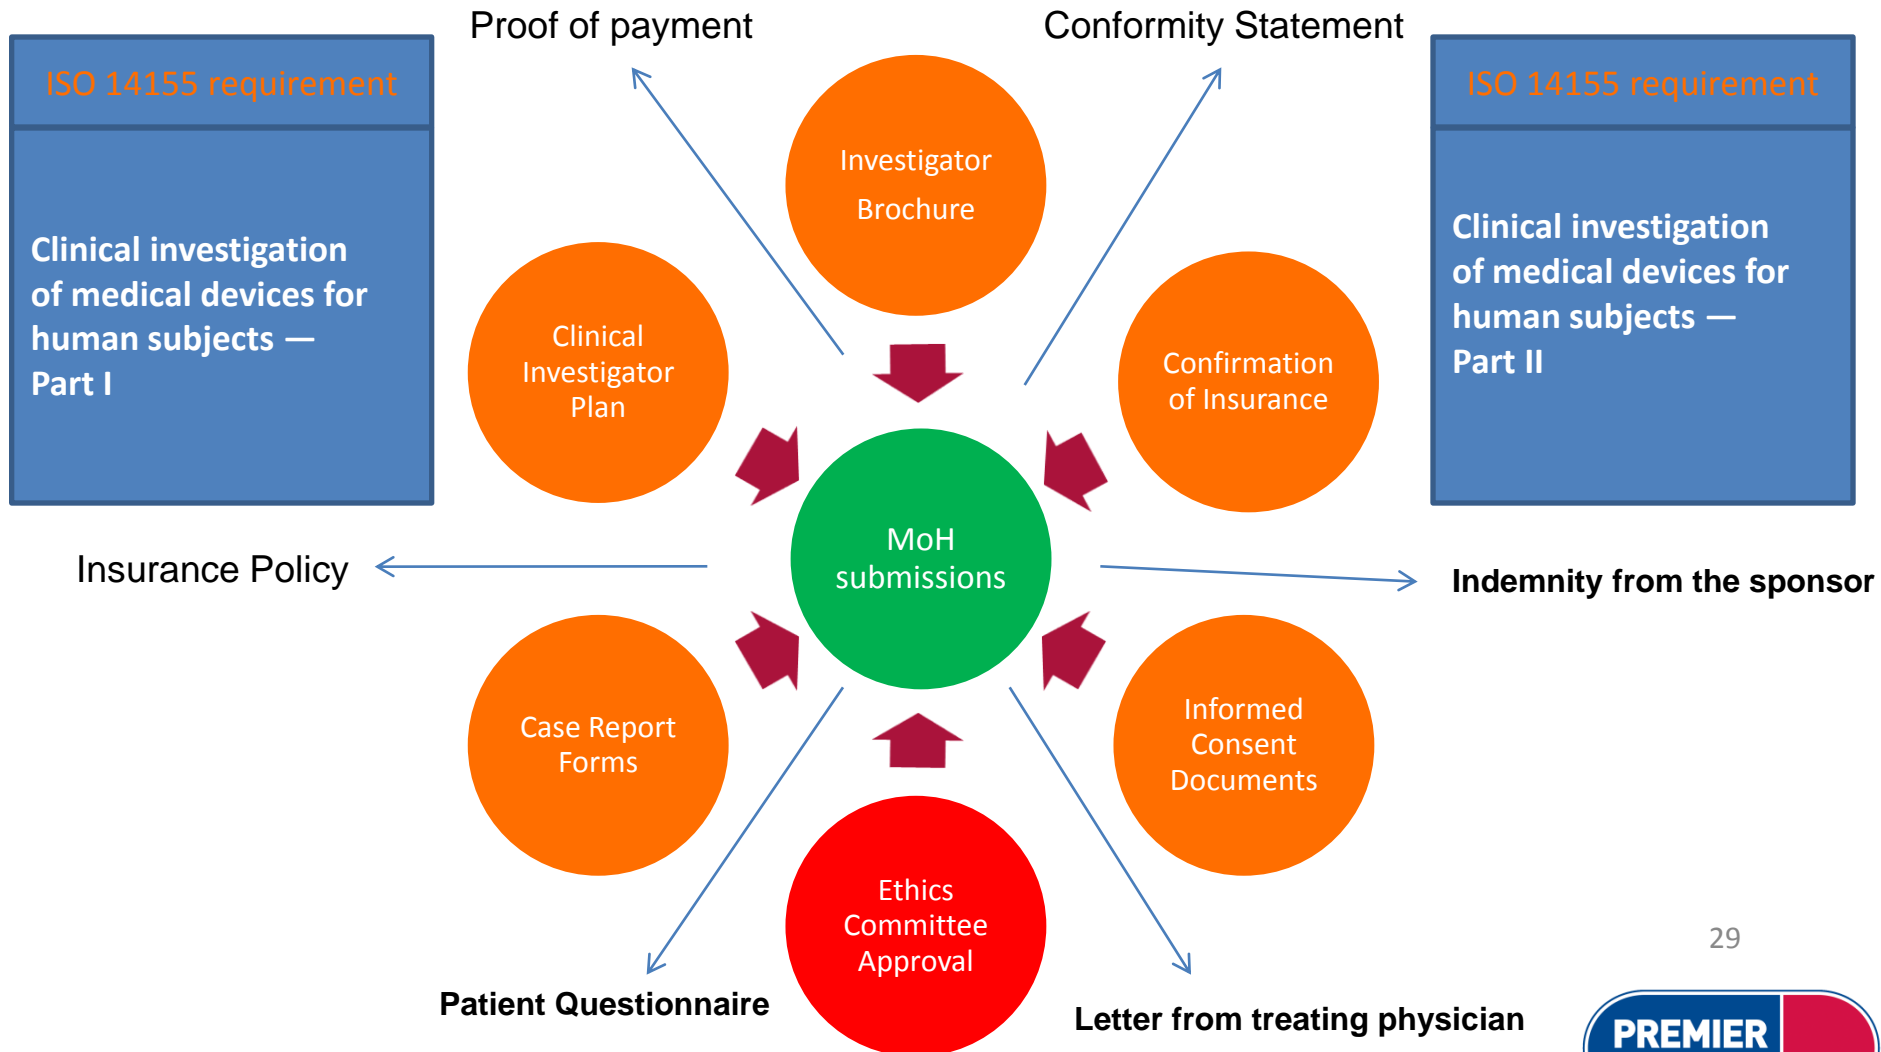 Proof of payment
Conformity Statement
ISO 14155 requirement
Clinical investigation
of medical devices for
human subjects —
Part I
ISO 14155 requirement
Clinical investigation
of medical devices for
human subjects —
Part II
Investigator
Brochure
Clinical
Investigator
Plan
Confirmation
of Insurance
MoH
submissions
Insurance Policy
Indemnity from the sponsor
Case Report
Forms
Informed
Consent
Documents
Ethics
Committee
Approval
Patient Questionnaire
Letter from treating physician
29
PREMIER